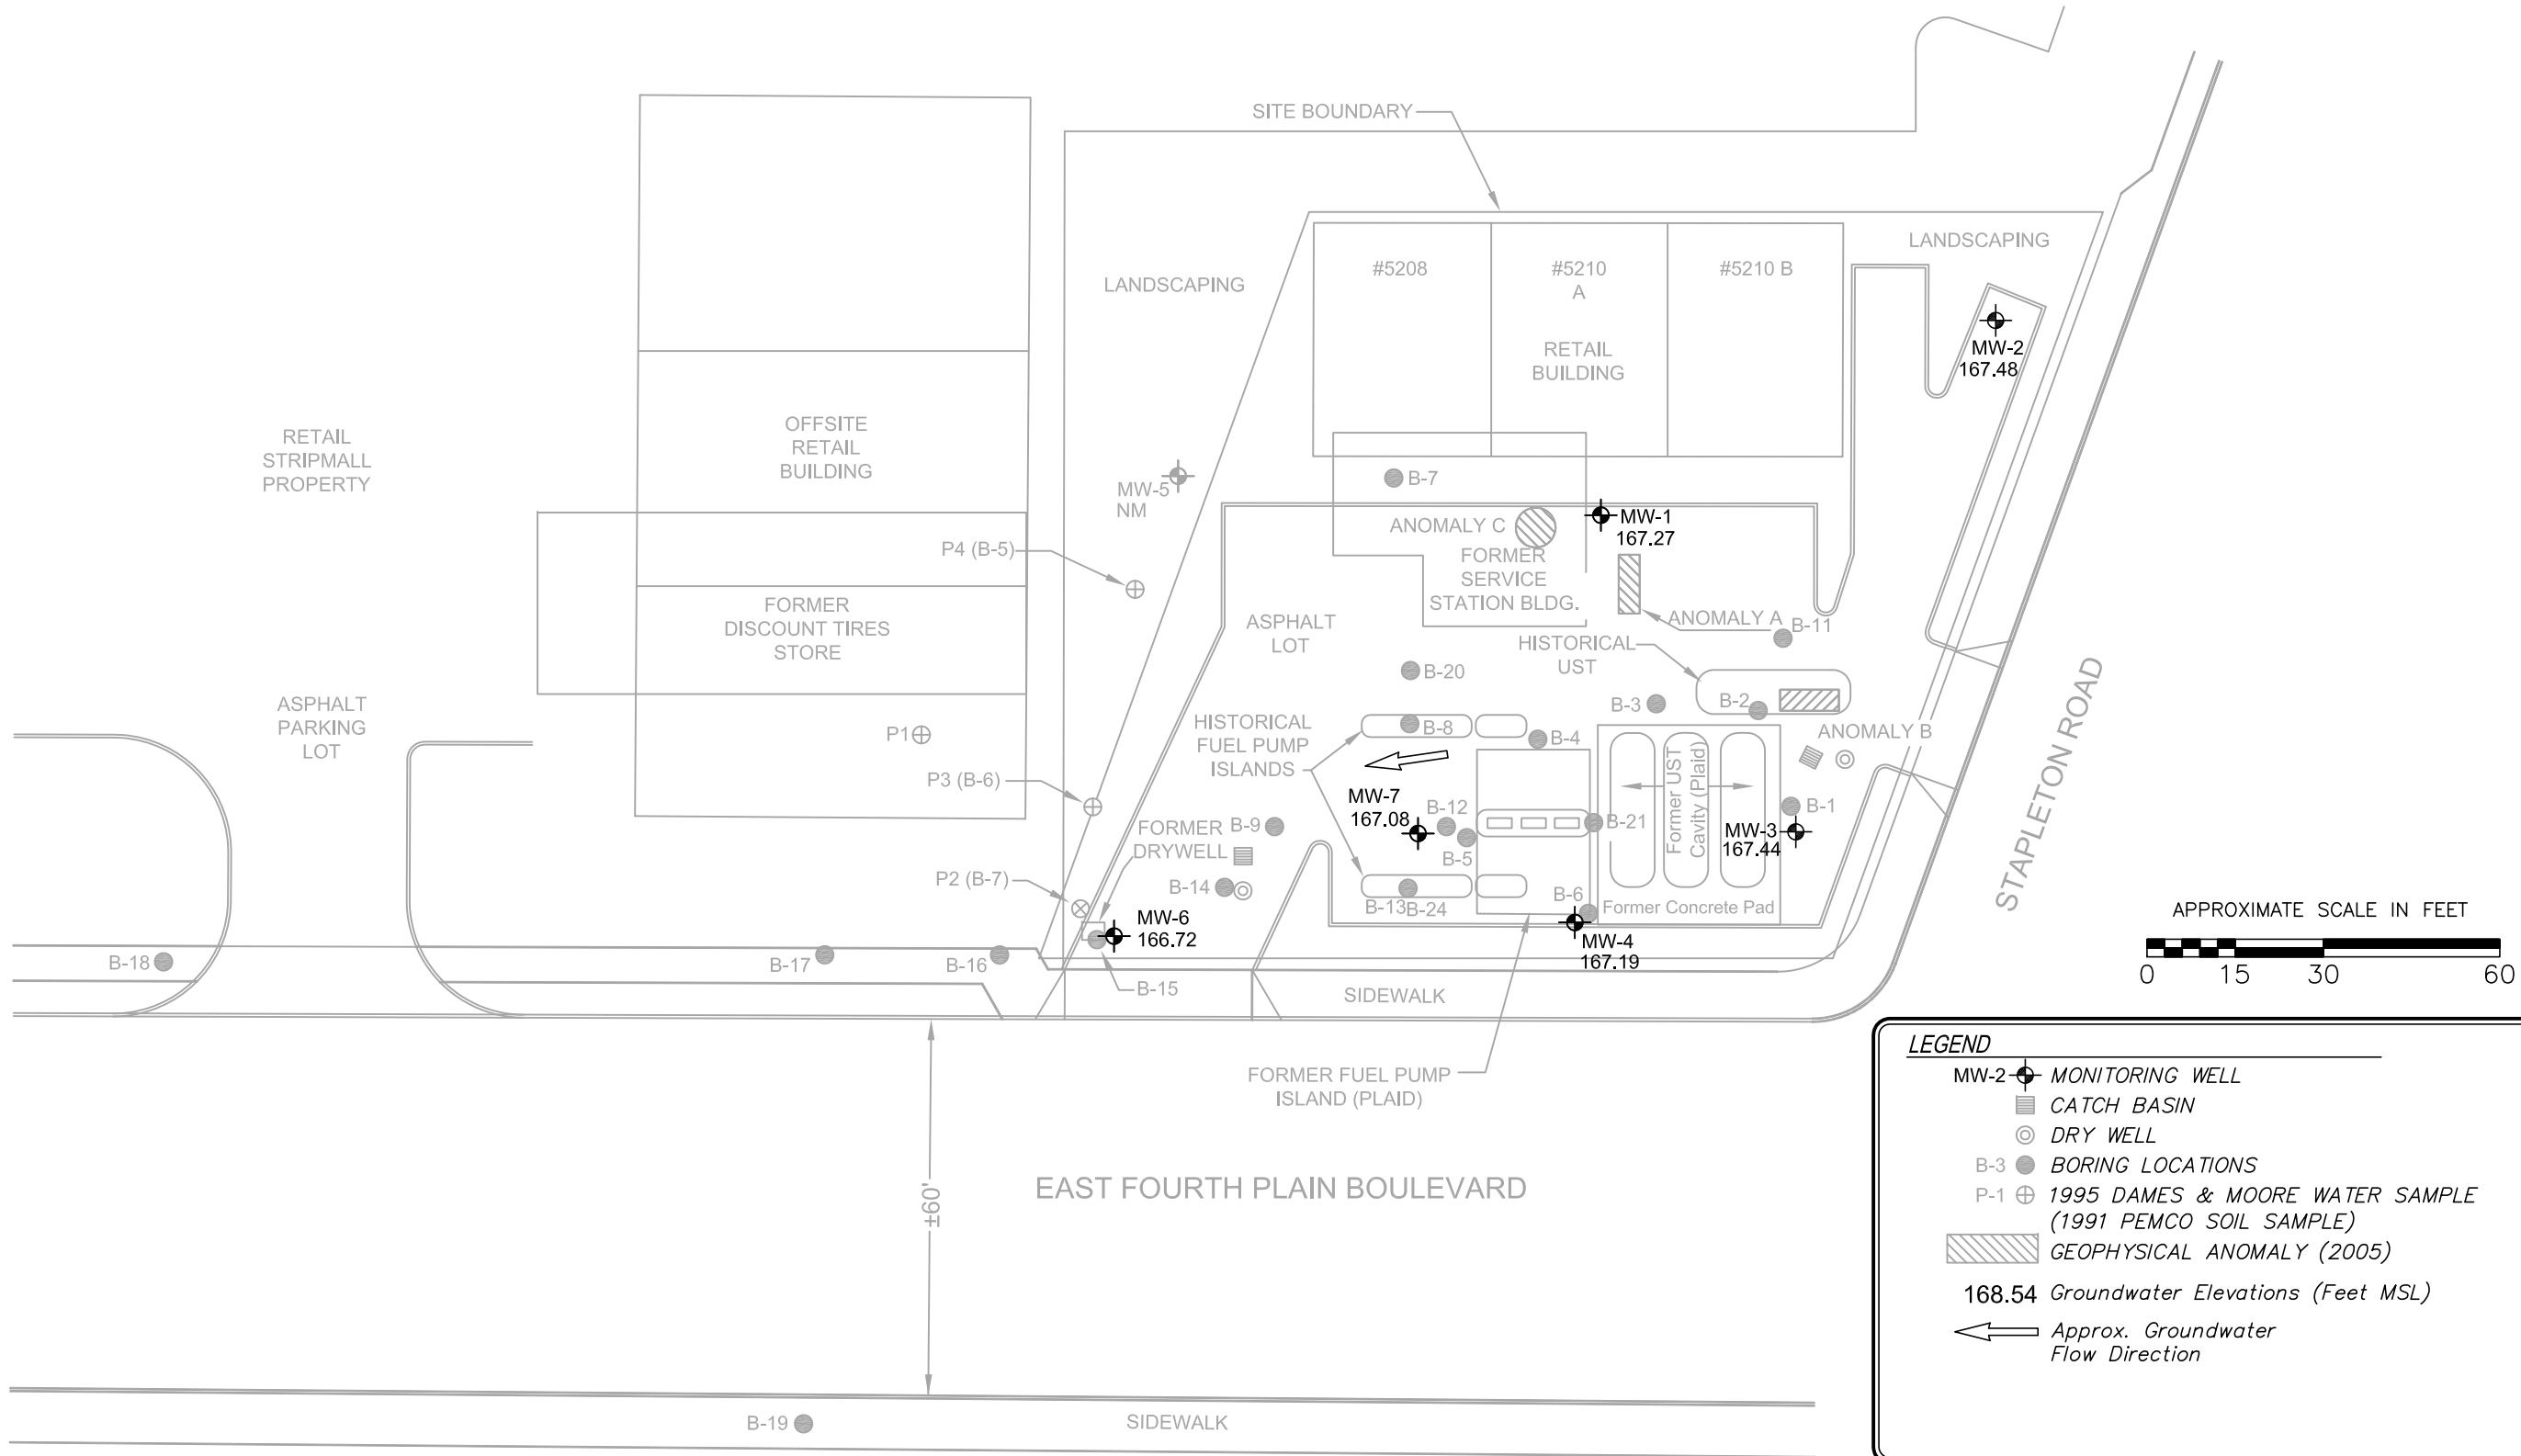 SITE BOUNDARY
LANDSCAPING
#5208
#5210
A
#5210 B
LANDSCAPING
RETAIL
BUILDING
MW-2
167.48
RETAIL
STRIPMALL
PROPERTY
OFFSITE
RETAIL
BUILDING
MW-5
NM
B-7
MW-1
167.27
ANOMALY C
P4 (B-5)
FORMER
SERVICE
STATION BLDG.
FORMER
DISCOUNT TIRES
STORE
ASPHALT
LOT
ANOMALY A
B-11
HISTORICAL
UST
B-20
B-3
B-2
ASPHALT
PARKING
LOT
P1
HISTORICAL
FUEL PUMP
ISLANDS
B-8
B-4
ANOMALY B
Former UST
Cavity (Plaid)
STAPLETON ROAD
P3 (B-6)
MW-7
167.08
B-12
B-5
B-21
B-1
MW-3
167.44
FORMER
DRYWELL
B-9
P2 (B-7)
B-14
B-13
B-24
B-6
Former Concrete Pad
MW-6
166.72
MW-4
167.19
B-18
B-17
B-16
B-15
SIDEWALK
APPROXIMATE SCALE IN FEET
0 15 30 60
FORMER FUEL PUMP
ISLAND (PLAID)
±60'
EAST FOURTH PLAIN BOULEVARD
B-19
SIDEWALK
LEGEND
MW-2 MONITORING WELL
CATCH BASIN
DRY WELL
B-3 BORING LOCATIONS
P-1 1995 DAMES & MOORE WATER SAMPLE
(1991 PEMCO SOIL SAMPLE)
GEOPHYSICAL ANOMALY (2005)
168.54 Groundwater Elevations (Feet MSL)
Approx. Groundwater
Flow Direction